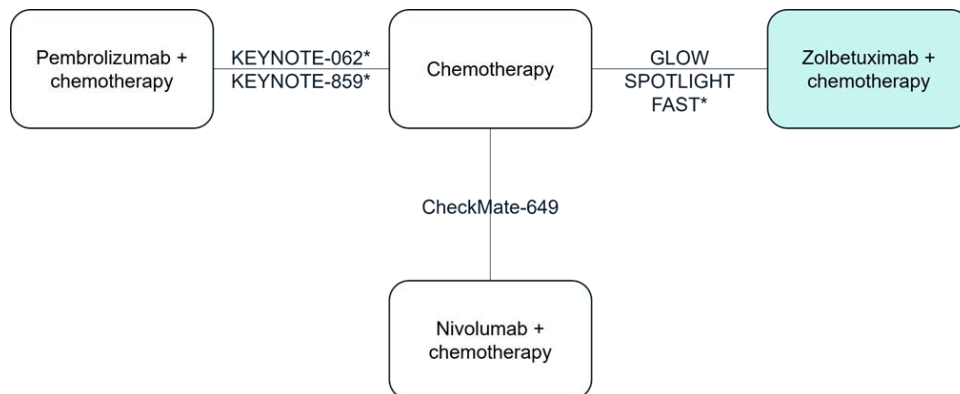 Pembrolizumab +
chemotherapy
KEYNOTE-062*
KEYNOTE-859*
Chemotherapy
GLOW
SPOTLIGHT
FAST*
Zolbetuximab +
chemotherapy
CheckMate-649
Nivolumab +
chemotherapy